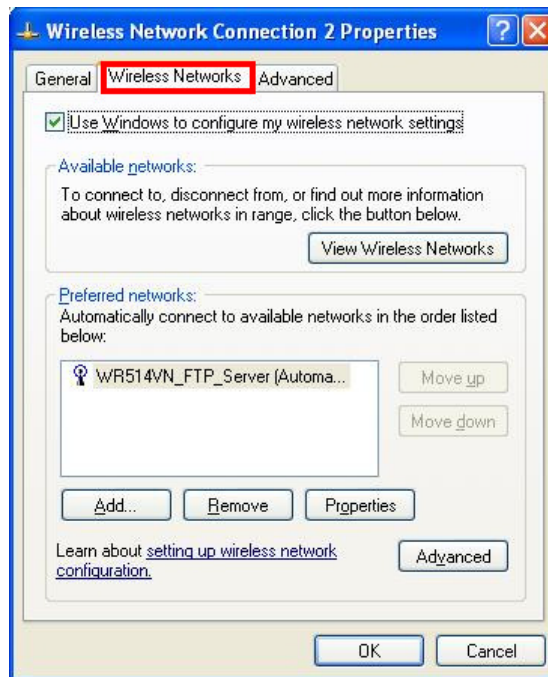 Wireless Network Connection 2 Properties
General Wireless Networks Advanced
Use Windows to configure my wireless network settings
Available networks:
To connect to, disconnect from, or find out more information
about wireless networks in range, click the button below.
View Wireless Networks
Preferred networks:
Automatically connect to available networks in the order listed
below:
WR514VN_FTP_Server (Automa...
Move up
Move down
Add... Remove Properties
Learn about setting up wireless network
configuration.
Advanced
OK Cancel